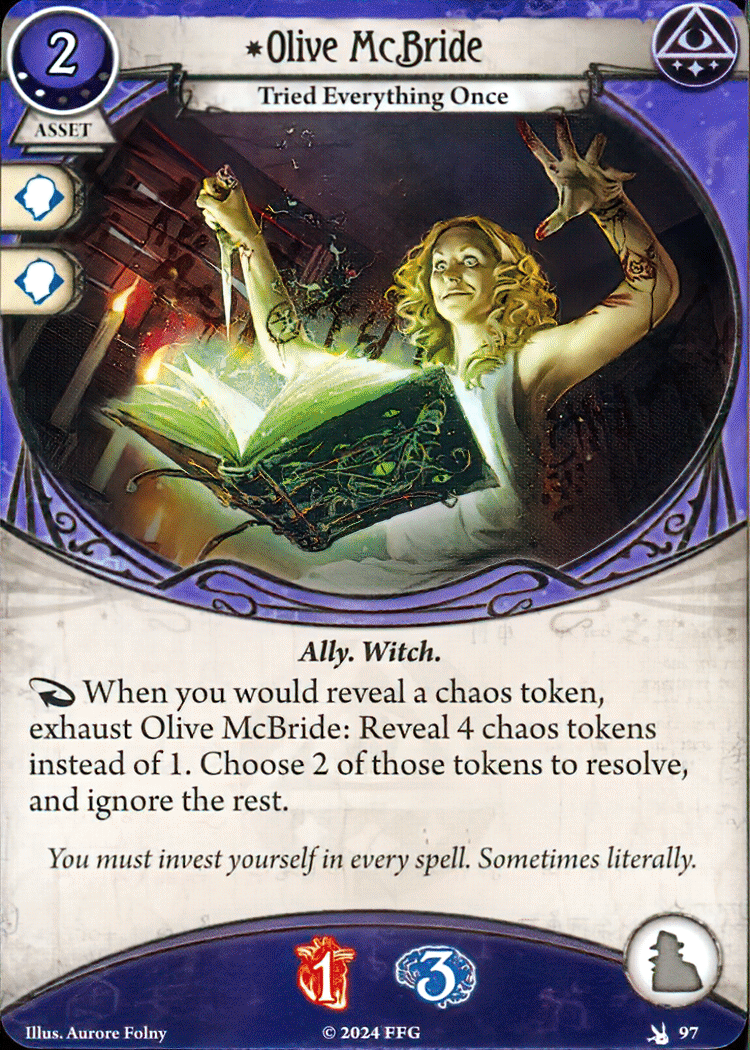 2
Olive McBride
ASSET
Tried Everything Once
Ally. Witch.
When you would reveal a chaos token,
exhaust Olive McBride: Reveal 4 chaos tokens
instead of 1. Choose 2 of those tokens to resolve,
and ignore the rest.
You must invest yourself in every spell. Sometimes literally.
1
3
Illus. Aurore Folny
© 2024 FFG
97